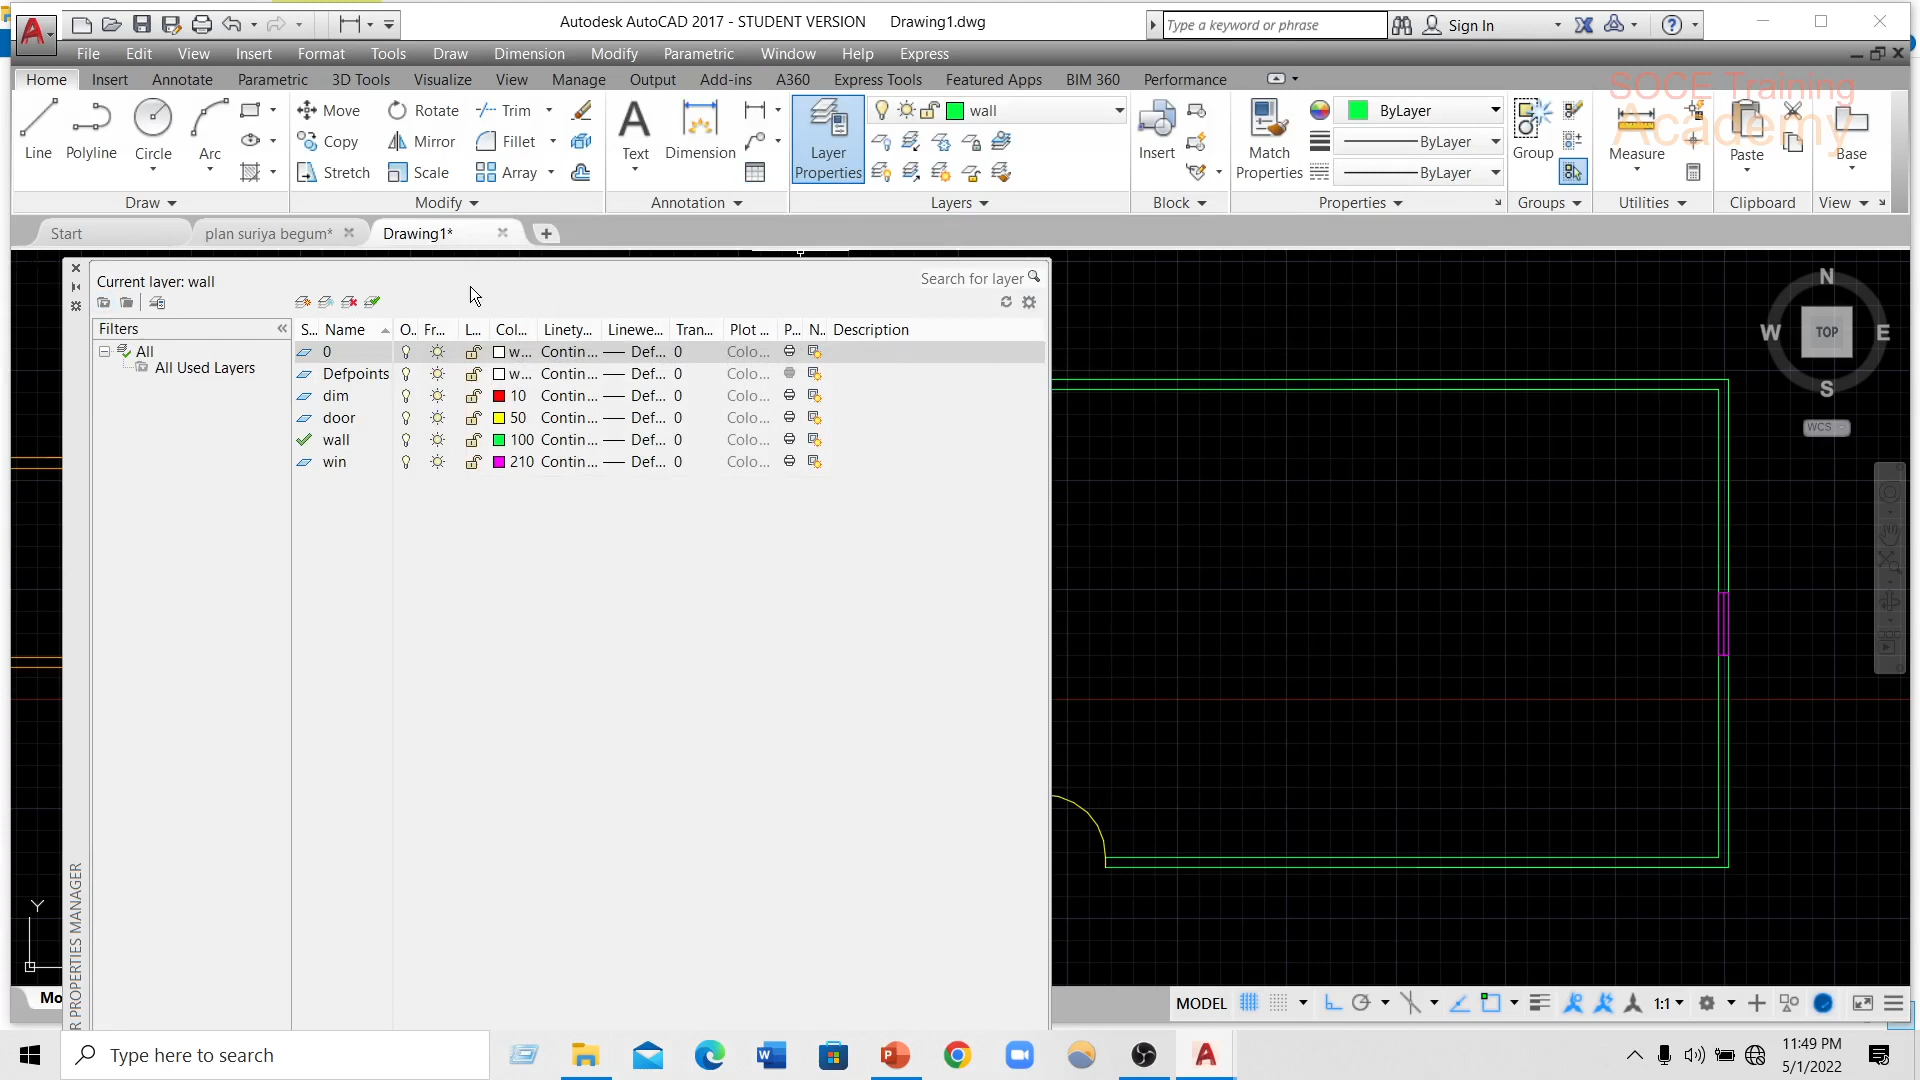 Autodesk AutoCAD 2017 - STUDENT VERSION Drawing1.dwg
Type a keyword or phrase
Sign In
File Edit View Insert Format Tools Draw Dimension Modify Parametric Window Help Express
Home Insert Annotate Parametric 3D Tools Visualize View Manage Output Add-ins A360 Express Tools Featured Apps BIM 360 Performance
SOCE Training
Academy
Line Polyline Circle Arc
Move Rotate Trim
Copy Mirror Fillet
Stretch Scale Array
Text Dimension
Layer
Properties
wall
Insert
Match
Properties
ByLayer
ByLayer
ByLayer
Group
Measure
Paste
Base
Draw Modify Annotation Layers Block Properties Groups Utilities Clipboard View
Start plan suriya begum* Drawing1*
Current layer: wall
Search for layer
Filters
All
All Used Layers
S... Name O.. Fr... L... Col... Linety... Linewe... Tran... Plot ... P... N.. Description
0 w... Contin... Def... 0 Colo...
Defpoints w... Contin... Def... 0 Colo...
dim 10 Contin... Def... 0 Colo...
door 50 Contin... Def... 0 Colo...
wall 100 Contin... Def... 0 Colo...
win 210 Contin... Def... 0 Colo...
N
W TOP E
S
WCS
Y
R PROPERTIES MANAGER
Mo
MODEL 1:1
Type here to search
11:49 PM
5/1/2022